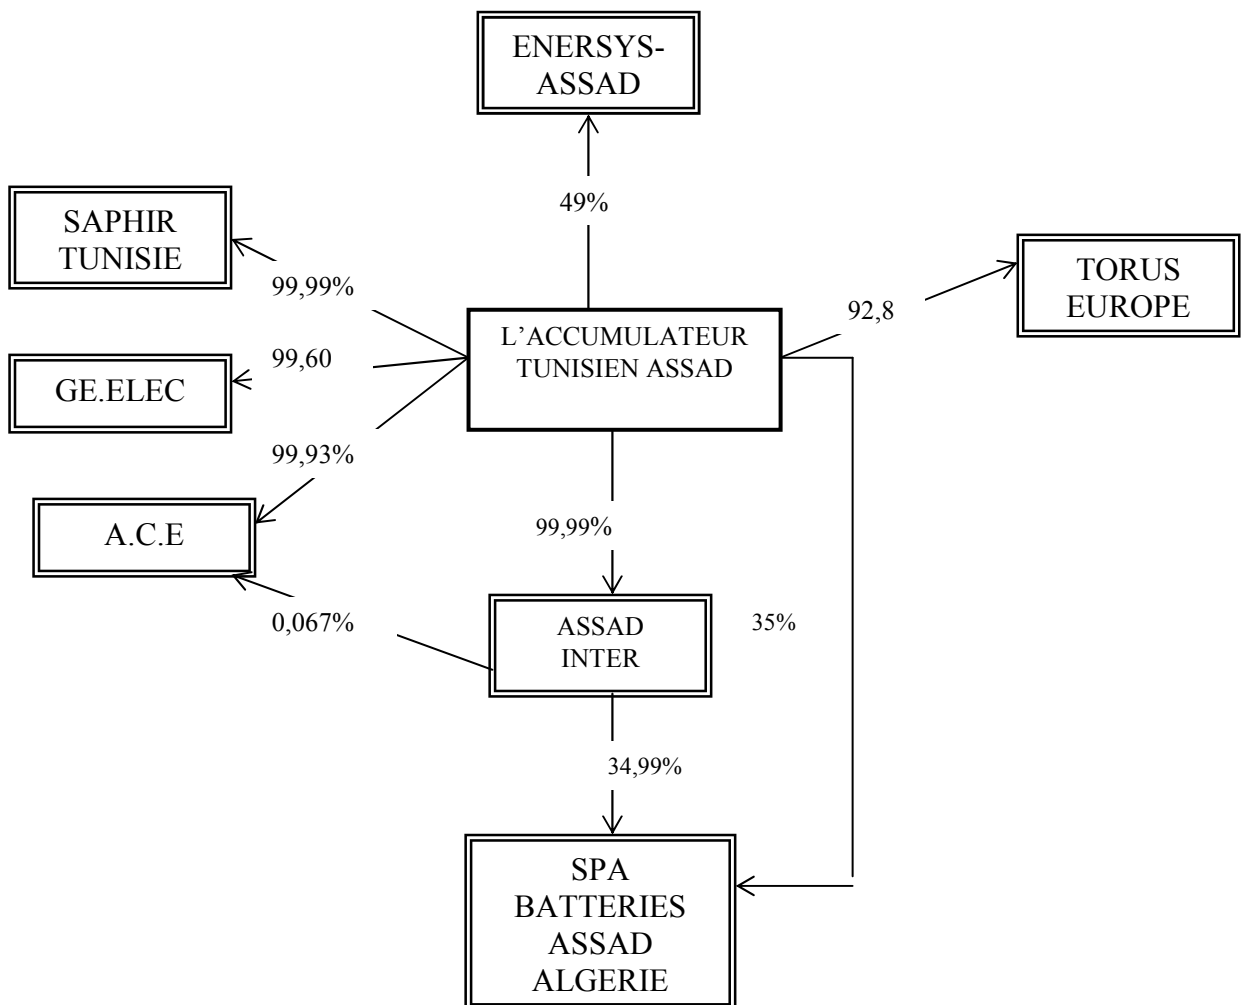 ENERSYS-
ASSAD
49%
SAPHIR
TUNISIE
99,99%
TORUS
EUROPE
92,8
L’ACCUMULATEUR
TUNISIEN ASSAD
99,60
GE.ELEC
99,93%
A.C.E
99,99%
0,067%
ASSAD
INTER
35%
34,99%
SPA
BATTERIES
ASSAD
ALGERIE